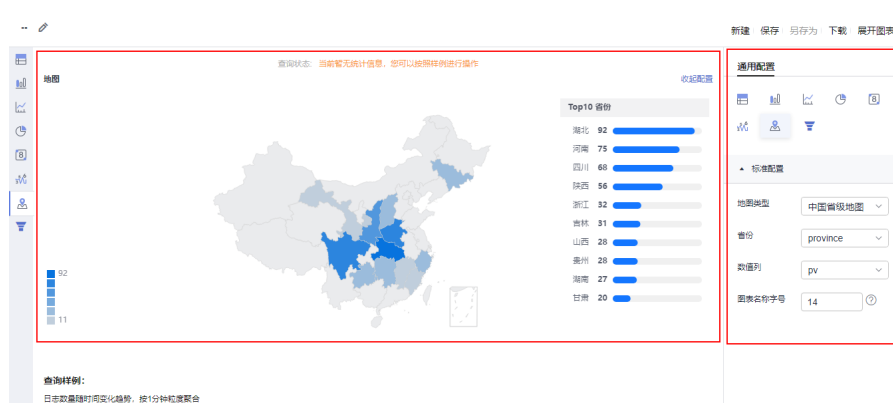 --
新建 保存 另存为 下载 展开图表
查询状态: 当前暂无统计信息，您可以按照样例进行操作
地图 收起配置
Top10 省份
湖北 92
河南 75
四川 68
陕西 56
浙江 32
吉林 31
山西 28
贵州 28
湖南 27
甘肃 20
92
11
通用配置
标准配置
地图类型 中国省级地图
省份 province
数值列 pv
图表名称字号 14
查询样例:
日志数量随时间变化趋势，按1分钟粒度聚合